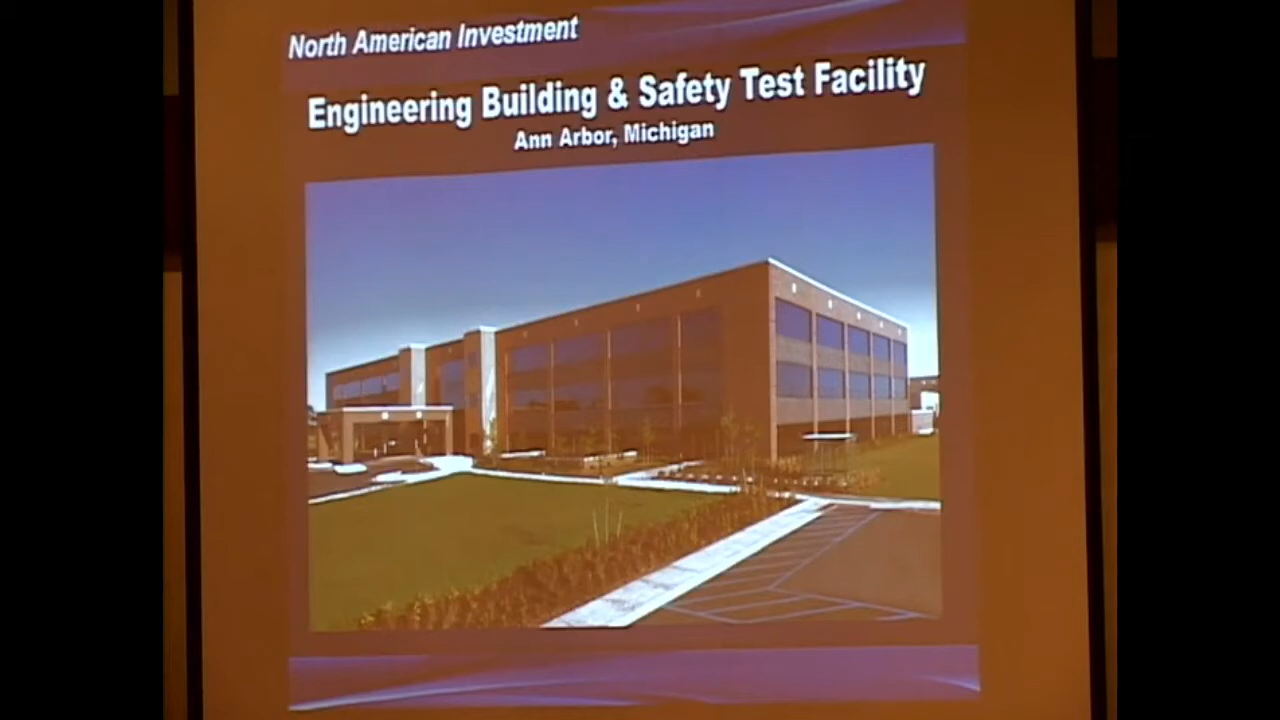 North American Investment
Engineering Building & Safety Test Facility
Ann Arbor, Michigan